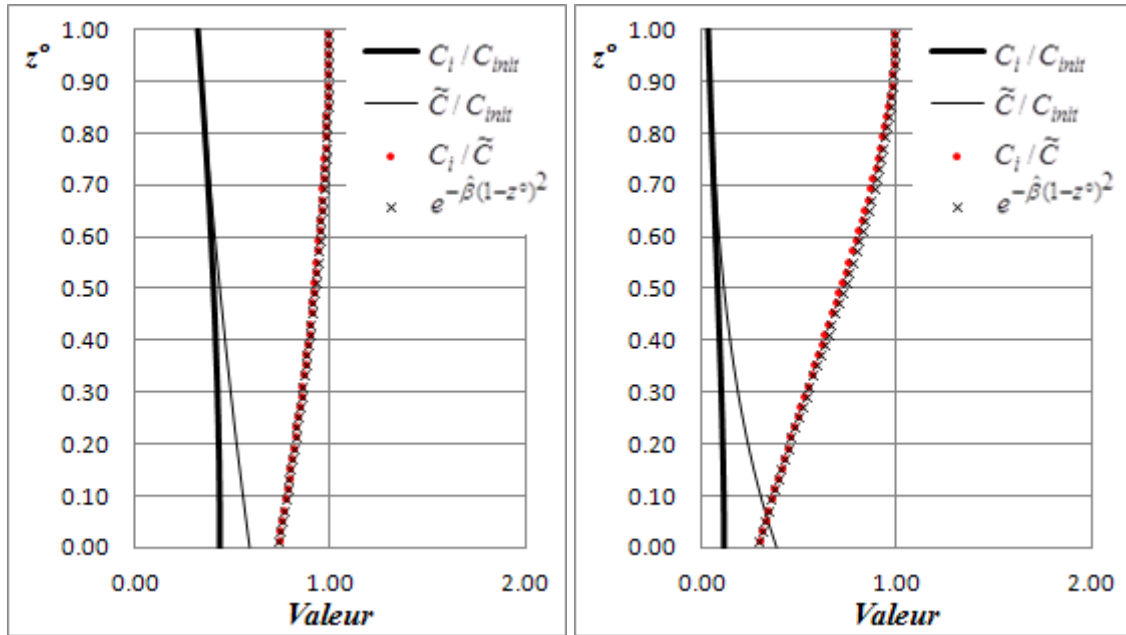 1.00
z°
0.90
0.80
0.70
0.60
0.50
0.40
0.30
0.20
0.10
0.00
0.00 1.00 2.00
Valeur
C_i / C_init
C̃ / C_init
C_i / C̃
e^{-β̂(1-z°)^2}
1.00
z°
0.90
0.80
0.70
0.60
0.50
0.40
0.30
0.20
0.10
0.00
0.00 1.00 2.00
Valeur
C_i / C_init
C̃ / C_init
C_i / C̃
e^{-β̂(1-z°)^2}